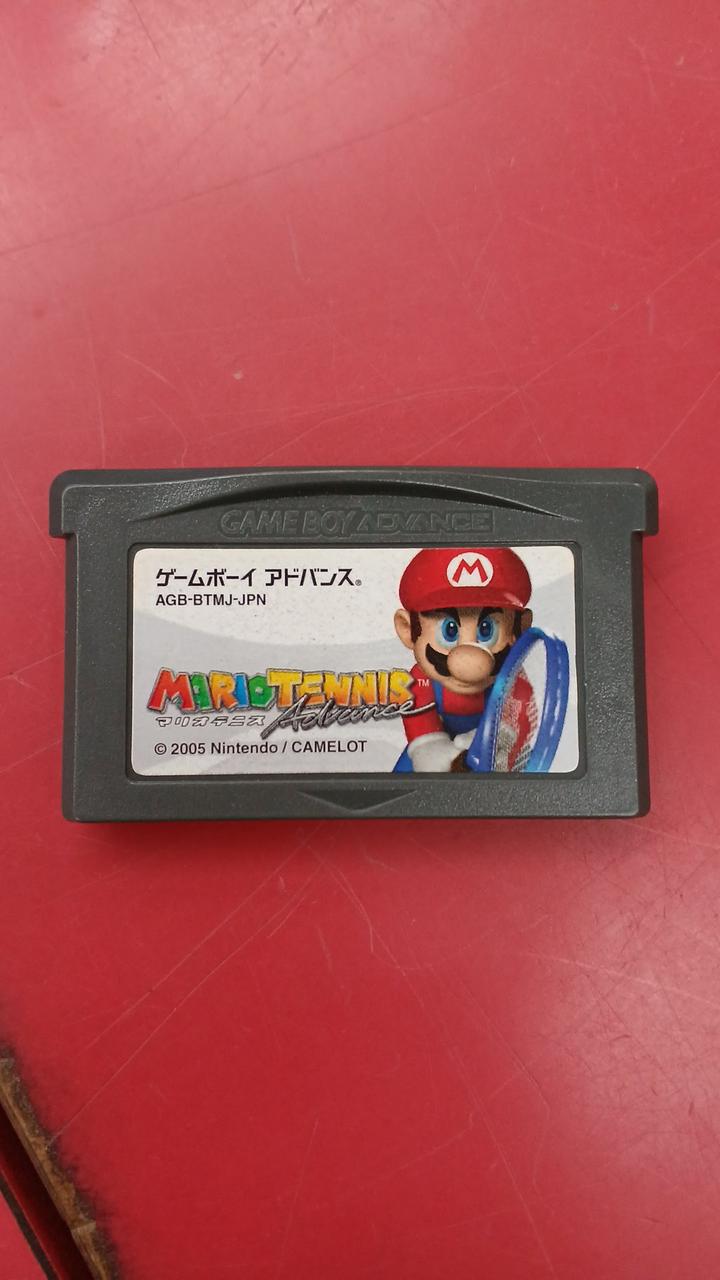 GAME BOY ADVANCE
ゲームボーイ アドバンス®
AGB-BTMJ-JPN
M
MARIO TENNIS™
マリオテニス Advance
© 2005 Nintendo / CAMELOT